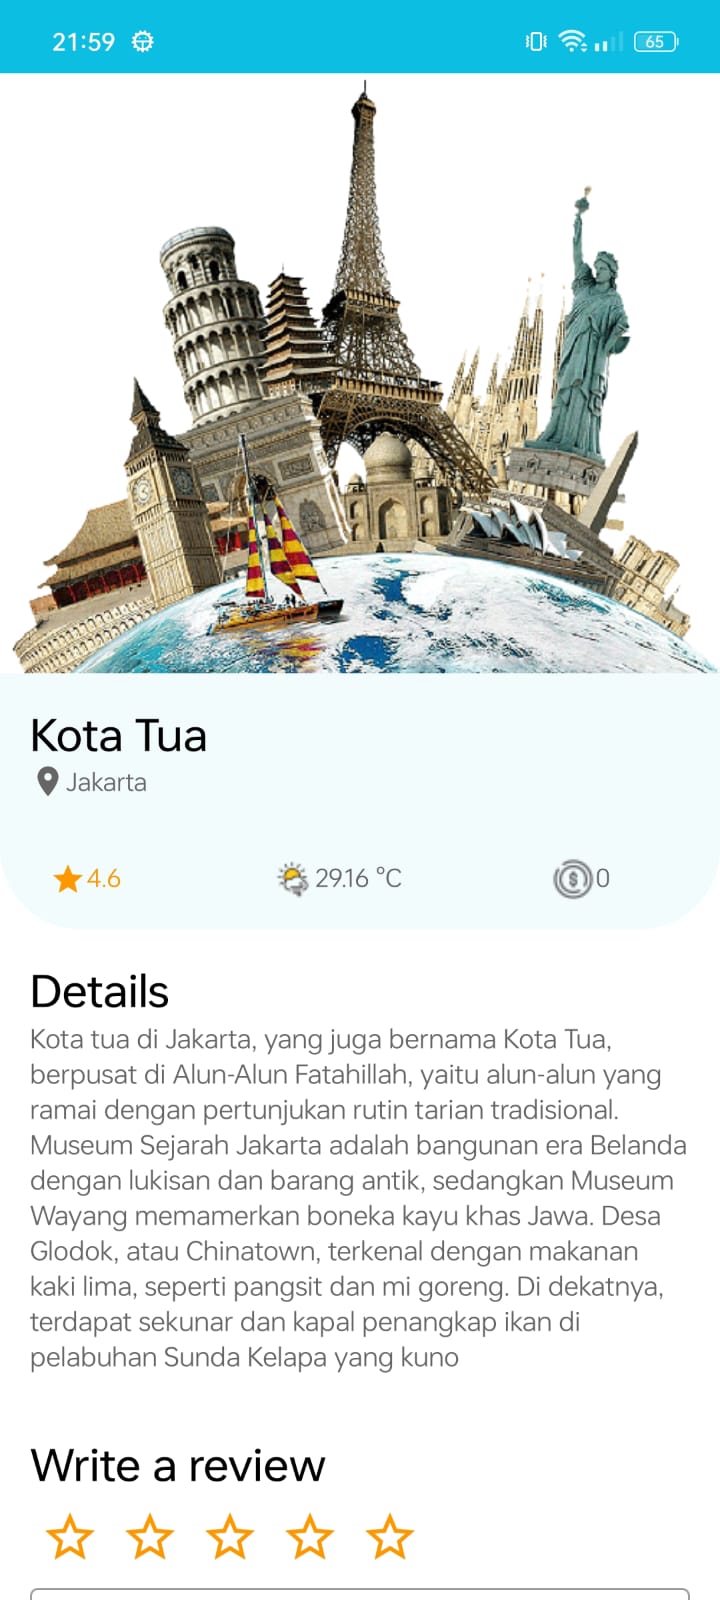 21:59
65
Kota Tua
Jakarta
4.6
29.16 °C
0
Details
Kota tua di Jakarta, yang juga bernama Kota Tua,
berpusat di Alun-Alun Fatahillah, yaitu alun-alun yang
ramai dengan pertunjukan rutin tarian tradisional.
Museum Sejarah Jakarta adalah bangunan era Belanda
dengan lukisan dan barang antik, sedangkan Museum
Wayang memamerkan boneka kayu khas Jawa. Desa
Glodok, atau Chinatown, terkenal dengan makanan
kaki lima, seperti pangsit dan mi goreng. Di dekatnya,
terdapat sekunar dan kapal penangkap ikan di
pelabuhan Sunda Kelapa yang kuno
Write a review